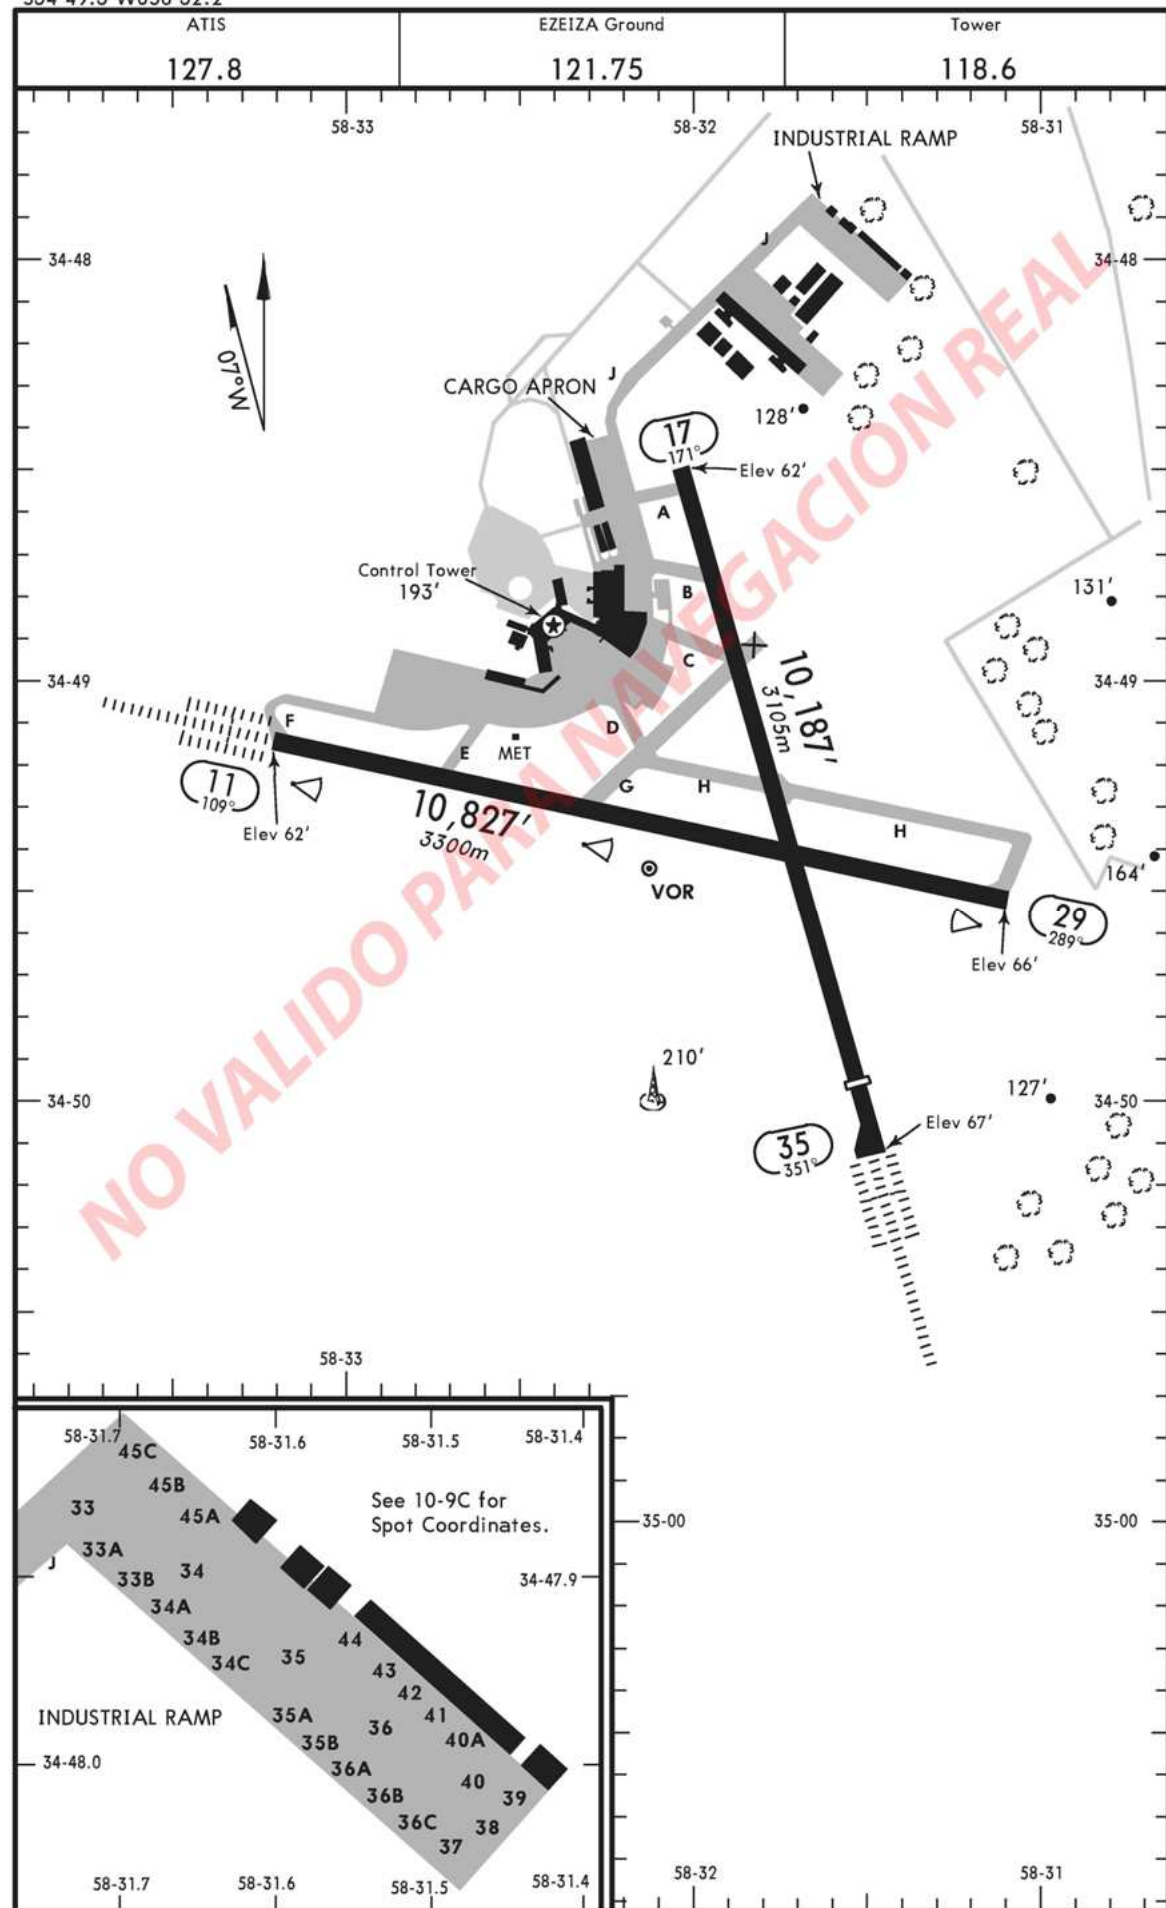 S34 49.3 W058 32.2
ATIS
EZEIZA Ground
Tower
127.8
121.75
118.6
58-33
58-32
58-31
INDUSTRIAL RAMP
J
34-48
34-48
07°W
J
CARGO APRON
128'
17
171°
Elev 62'
A
Control Tower
193'
B
131'
C
34-49
34-49
10,187'
3105m
F
D
E
MET
G
H
11
109°
Elev 62'
10,827'
3300m
H
164'
VOR
29
289°
Elev 66'
210'
127'
34-50
34-50
Elev 67'
35
351°
NO VALIDO PARA NAVEGACION REAL
58-33
58-31.7
58-31.6
58-31.5
58-31.4
45C
45B
45A
See 10-9C for
Spot Coordinates.
33
33A
33B
J
34
34A
34B
34C
34-47.9
35-00
35-00
44
35
43
42
41
35A
36
40A
INDUSTRIAL RAMP
35B
36A
34-48.0
40
36B
39
36C
38
37
58-31.7
58-31.6
58-31.5
58-31.4
58-32
58-31